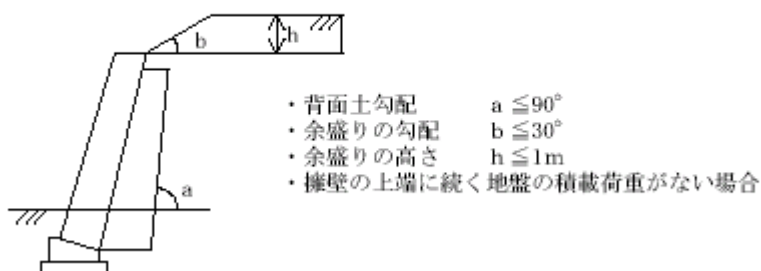 b
h
・背面土勾配 a ≦90°
・余盛りの勾配 b ≦30°
・余盛りの高さ h ≦1m
・擁壁の上端に続く地盤の積載荷重がない場合
a